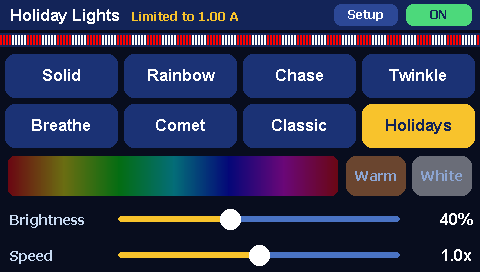 Holiday Lights Limited to 1.00 A Setup ON
Solid Rainbow Chase Twinkle
Breathe Comet Classic Holidays
Warm White
Brightness 40%
Speed 1.0x